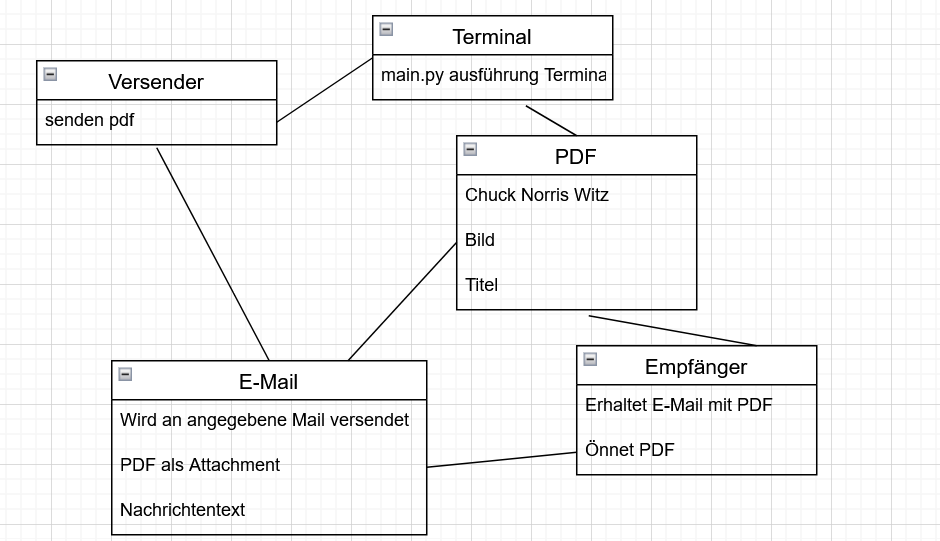 Terminal
main.py ausführung Termina
Versender
senden pdf
PDF
Chuck Norris Witz
Bild
Titel
E-Mail
Wird an angegebene Mail versendet
PDF als Attachment
Nachrichtentext
Empfänger
Erhaltet E-Mail mit PDF
Önnet PDF